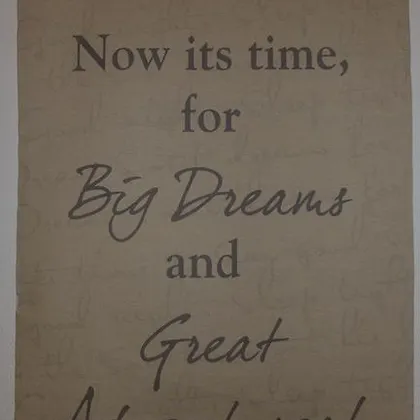 Now its time,
for
Big Dreams
and
Great